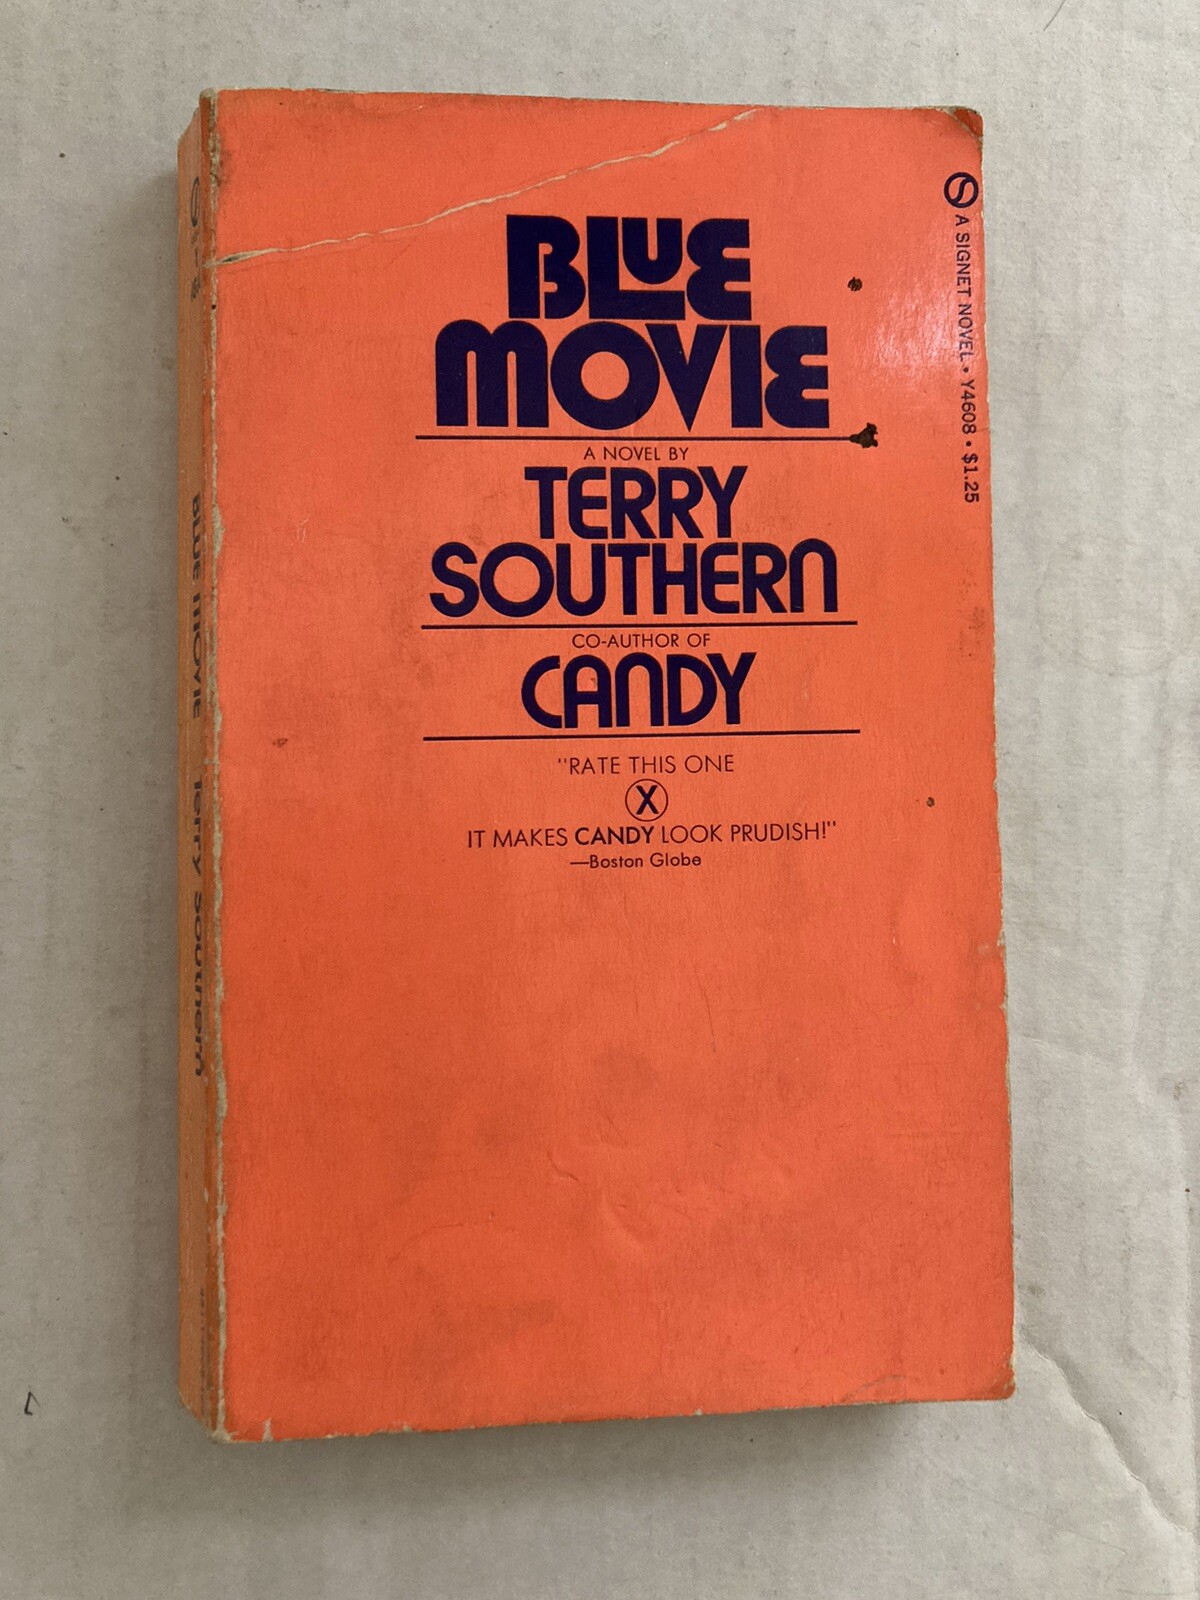 BLUE
MOVIE
A NOVEL BY
TERRY
SOUTHERN
CO-AUTHOR OF
CANDY
"RATE THIS ONE
X
IT MAKES CANDY LOOK PRUDISH!"
—Boston Globe
A SIGNET NOVEL • Y4608 • $1.25
BLUE MOVIE Terry Southern